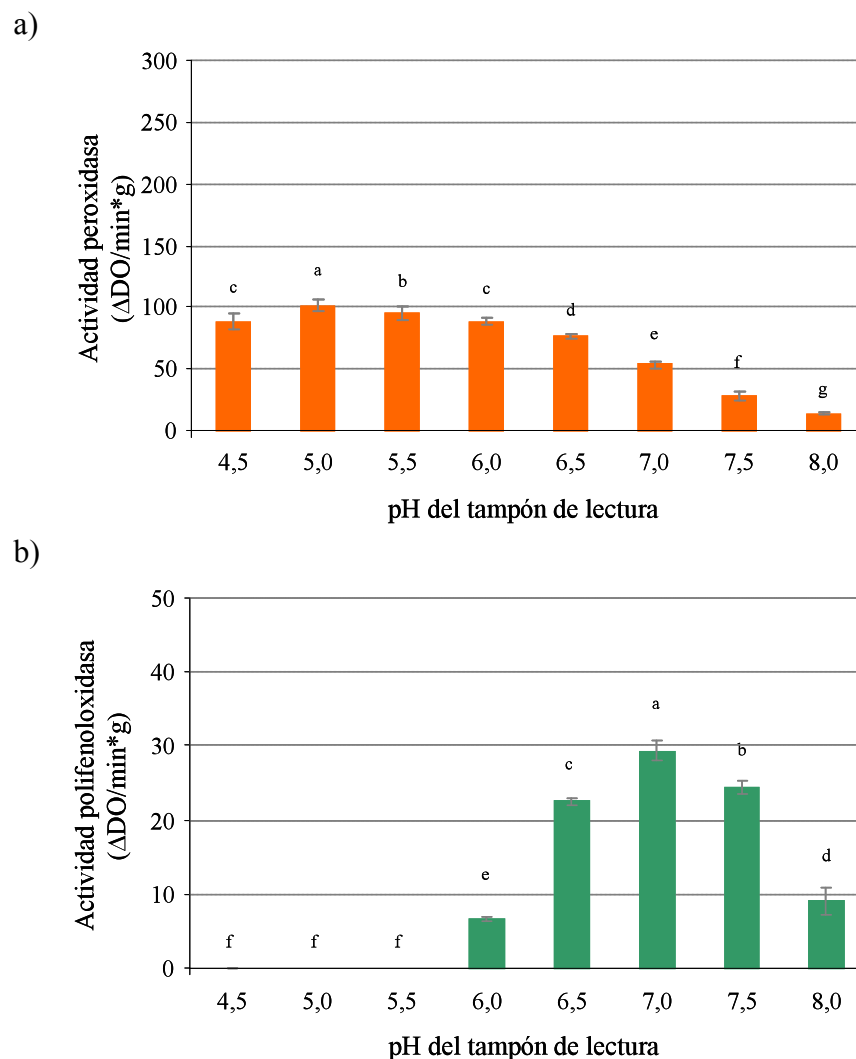 a)
300
250
200
150
100
50
0
Actividad peroxidasa
(ΔDO/min*g)
c a b c d e f g
4,5 5,0 5,5 6,0 6,5 7,0 7,5 8,0
pH del tampón de lectura
b)
50
40
30
20
10
0
Actividad polifenoloxidasa
(ΔDO/min*g)
f f f e c a b d
4,5 5,0 5,5 6,0 6,5 7,0 7,5 8,0
pH del tampón de lectura